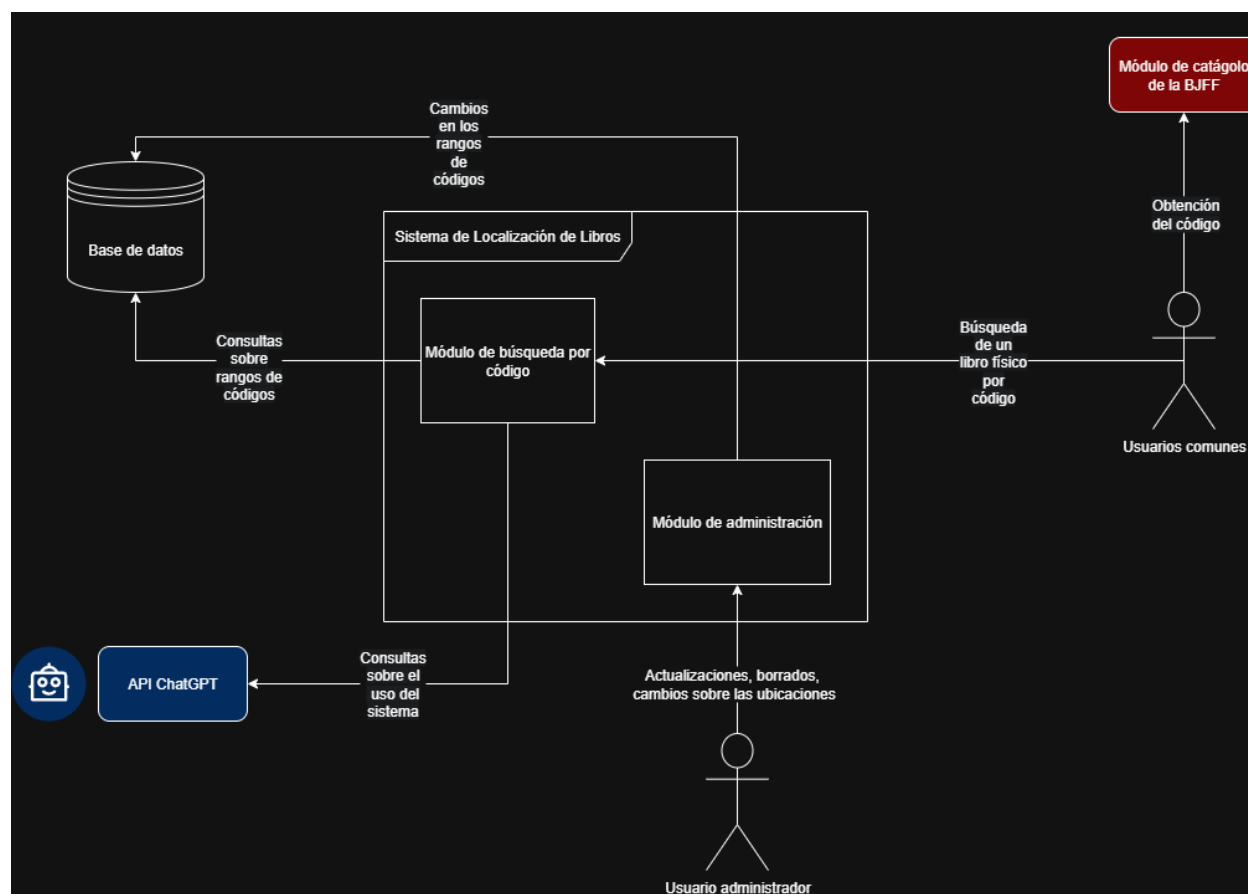 Módulo de catágolo
de la BJFF
Cambios
en los
rangos
de
códigos
Obtención
del código
Sistema de Localización de Libros
Base de datos
Consultas
sobre
rangos de
códigos
Módulo de búsqueda por
código
Búsqueda
de un
libro físico
por
código
Usuarios comunes
Módulo de administración
API ChatGPT
Consultas
sobre el
uso del
sistema
Actualizaciones, borrados,
cambios sobre las ubicaciones
Usuario administrador